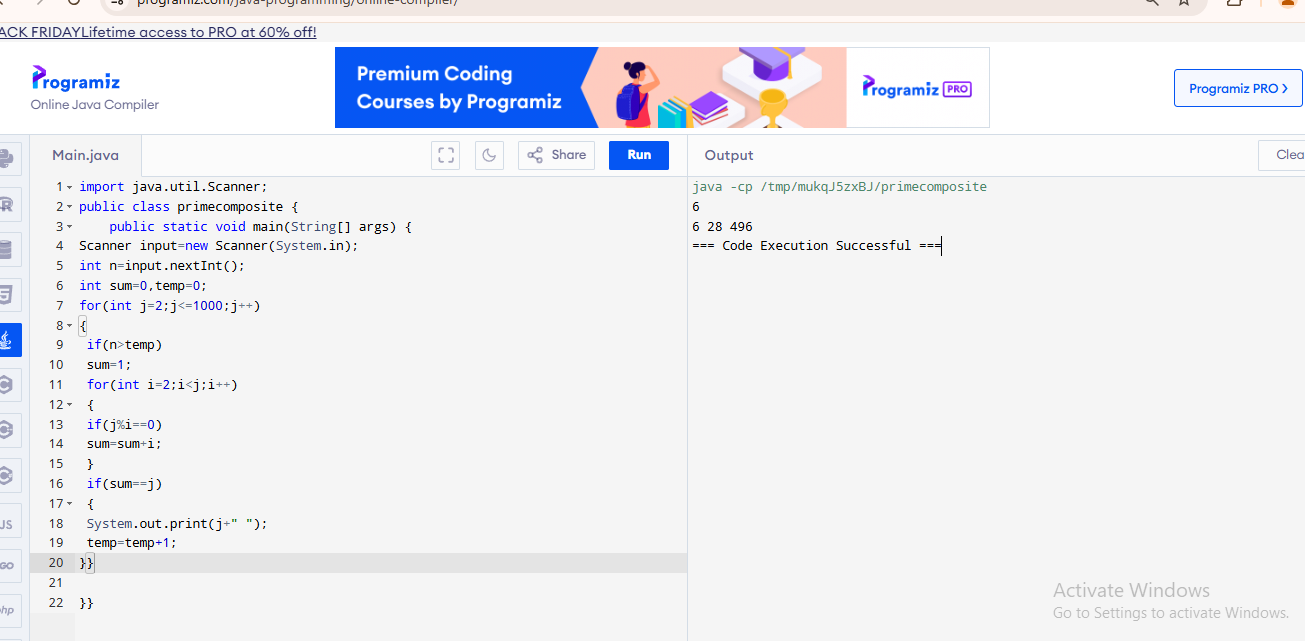 programiz.com/java-programming/online-compiler/
ACK FRIDAYLifetime access to PRO at 60% off!
Programiz
Online Java Compiler
Premium Coding
Courses by Programiz
Programiz PRO
Programiz PRO >
Main.java
Share
Run
Output
Clea
1 import java.util.Scanner;
2 public class primecomposite {
3 public static void main(String[] args) {
4 Scanner input=new Scanner(System.in);
5 int n=input.nextInt();
6 int sum=0,temp=0;
7 for(int j=2;j<=1000;j++)
8 {
9 if(n>temp)
10 sum=1;
11 for(int i=2;i<j;i++)
12 {
13 if(j%i==0)
14 sum=sum+i;
15 }
16 if(sum==j)
17 {
18 System.out.print(j+" ");
19 temp=temp+1;
20 }}
21
22 }}
java -cp /tmp/mukqJ5zxBJ/primecomposite
6
6 28 496
=== Code Execution Successful ===
R
5
JS
GO
php
Activate Windows
Go to Settings to activate Windows.